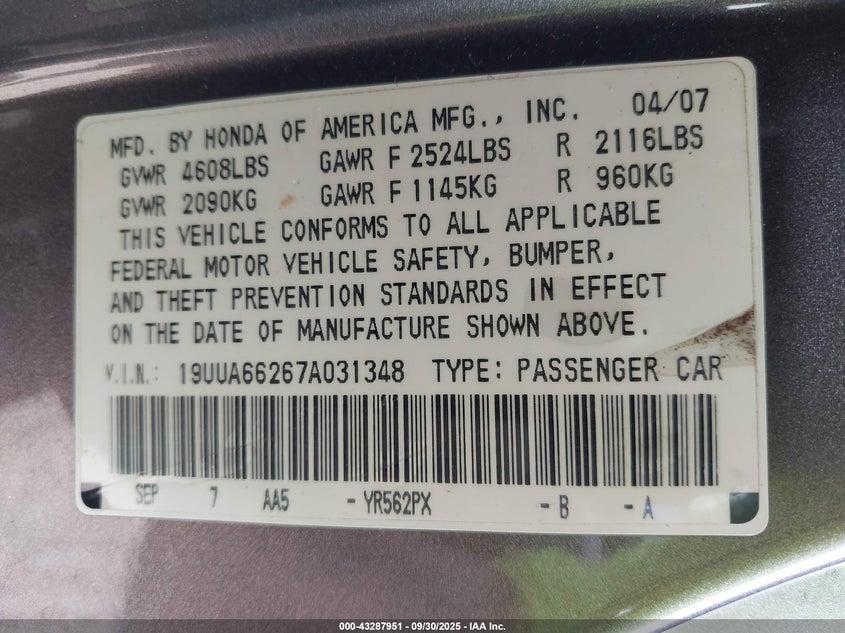 MFD. BY HONDA OF AMERICA MFG., INC. 04/07
GVWR 4608LBS GAWR F 2524LBS R 2116LBS
GVWR 2090KG GAWR F 1145KG R 960KG
THIS VEHICLE CONFORMS TO ALL APPLICABLE
FEDERAL MOTOR VEHICLE SAFETY, BUMPER,
AND THEFT PREVENTION STANDARDS IN EFFECT
ON THE DATE OF MANUFACTURE SHOWN ABOVE.
V.I.N.: 19UUA66267A031348 TYPE: PASSENGER CAR
SEP 7 AA5 -YR562PX -B -A
000-43287951 - 09/30/2025 - IAA Inc.